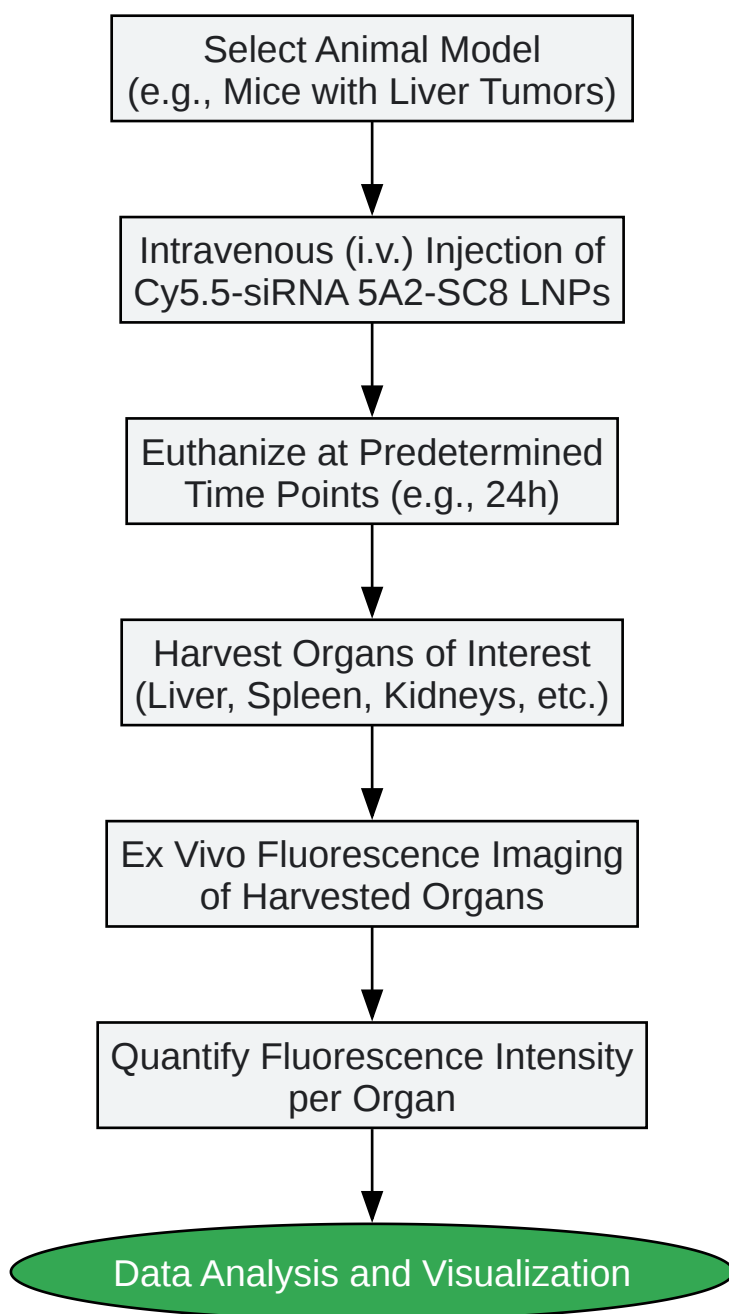 Select Animal Model
(e.g., Mice with Liver Tumors)
Intravenous (i.v.) Injection of
Cy5.5-siRNA 5A2-SC8 LNPs
Euthanize at Predetermined
Time Points (e.g., 24h)
Harvest Organs of Interest
(Liver, Spleen, Kidneys, etc.)
Ex Vivo Fluorescence Imaging
of Harvested Organs
Quantify Fluorescence Intensity
per Organ
Data Analysis and Visualization